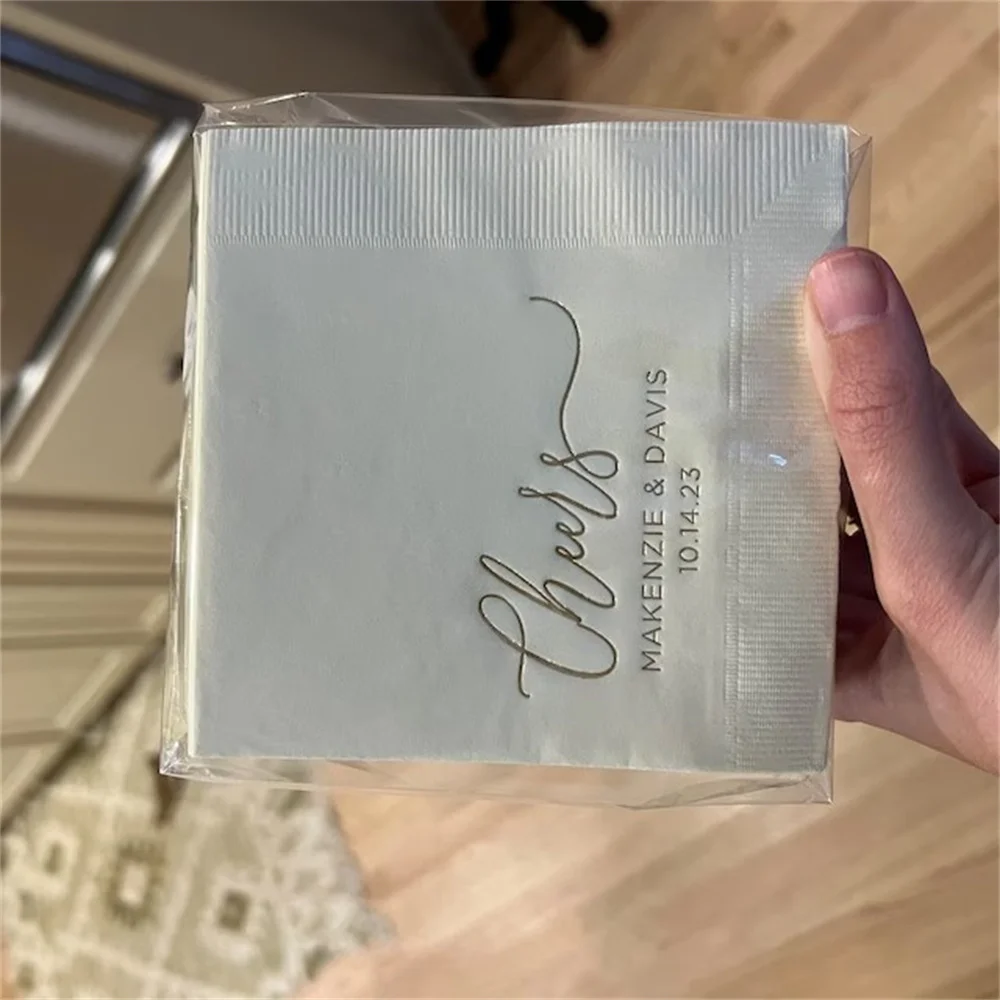 Cheers
MAKENZIE & DAVIS
10.14.23